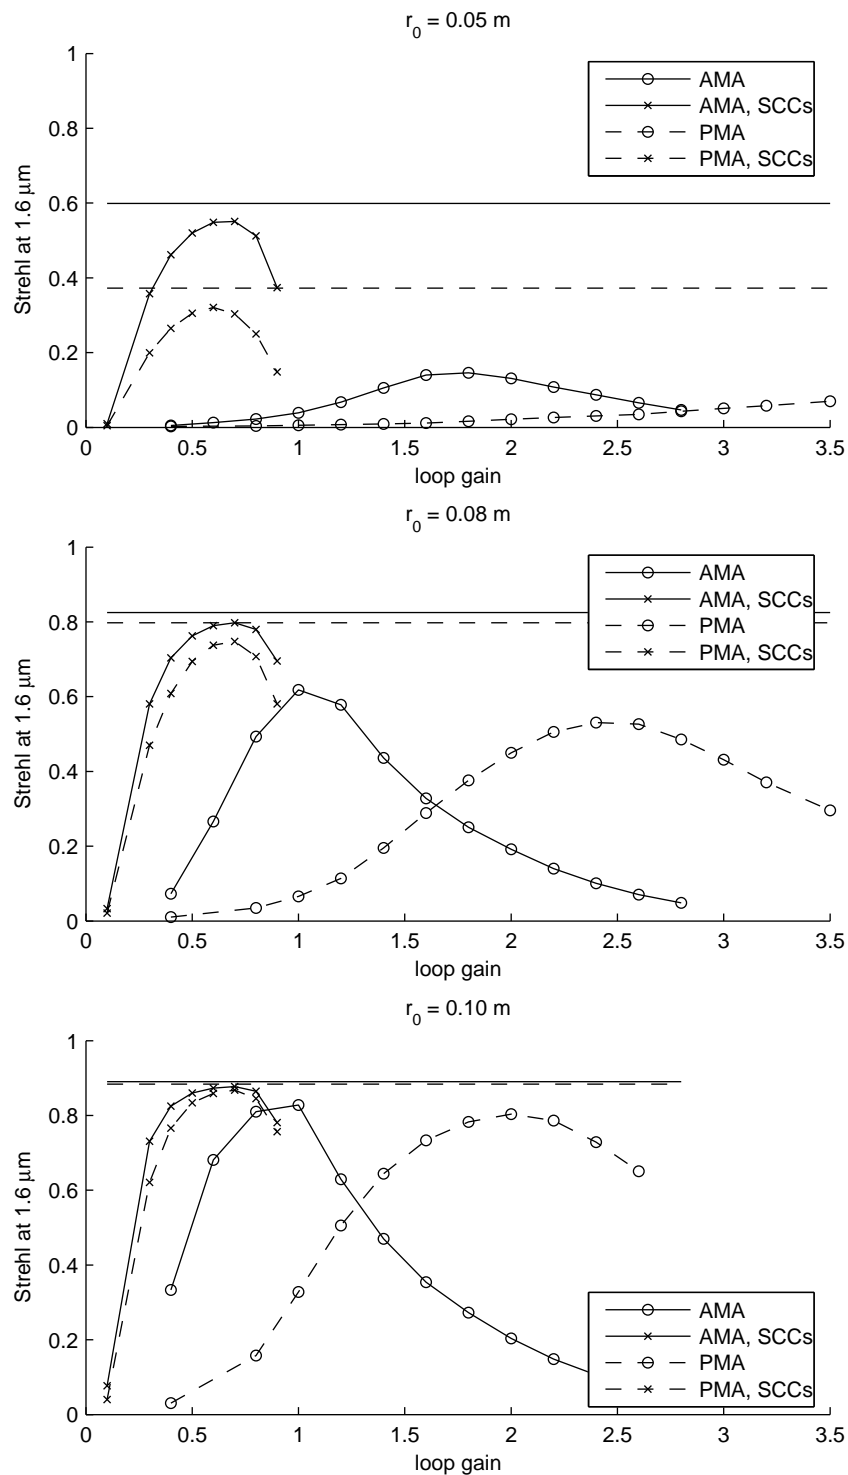 r0 = 0.05 m
1
0.8
0.6
0.4
0.2
0
Strehl at 1.6 μm
AMA
AMA, SCCs
PMA
PMA, SCCs
0 0.5 1 1.5 2 2.5 3 3.5
loop gain
r0 = 0.08 m
1
0.8
0.6
0.4
0.2
0
Strehl at 1.6 μm
AMA
AMA, SCCs
PMA
PMA, SCCs
0 0.5 1 1.5 2 2.5 3 3.5
loop gain
r0 = 0.10 m
1
0.8
0.6
0.4
0.2
0
Strehl at 1.6 μm
AMA
AMA, SCCs
PMA
PMA, SCCs
0 0.5 1 1.5 2 2.5 3 3.5
loop gain